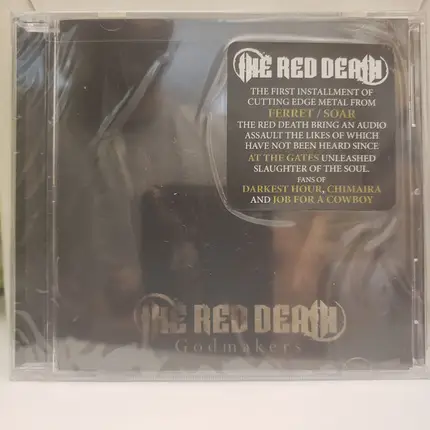 THE RED DEATH
THE FIRST INSTALLMENT OF
CUTTING EDGE METAL FROM
FERRET / SOAR
THE RED DEATH BRING AN AUDIO
ASSAULT THE LIKES OF WHICH
HAVE NOT BEEN HEARD SINCE
AT THE GATES UNLEASHED
SLAUGHTER OF THE SOUL.
FANS OF
DARKEST HOUR, CHIMAIRA
AND JOB FOR A COWBOY
THE RED DEATH
Godmakers